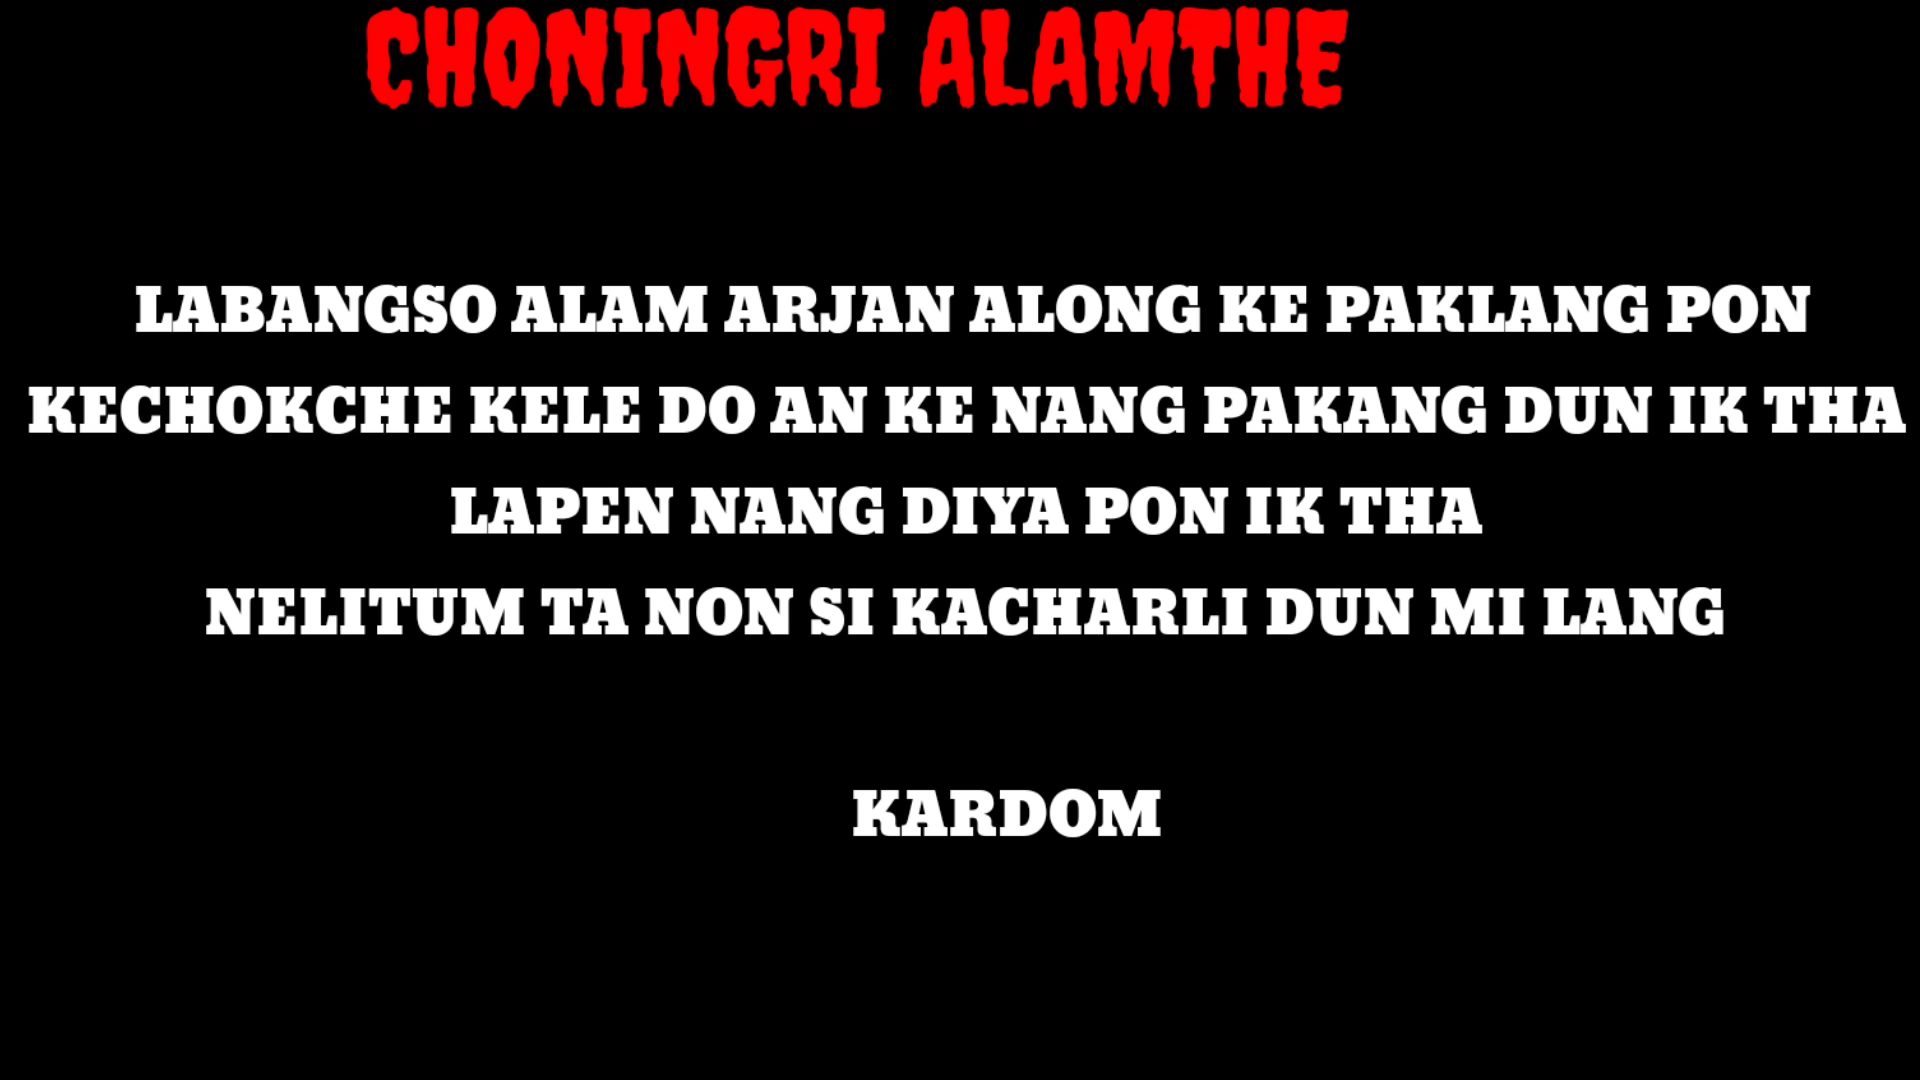 CHONINGRI ALAMTHE
LABANGSO ALAM ARJAN ALONG KE PAKLANG PON
KECHOKCHE KELE DO AN KE NANG PAKANG DUN IK THA
LAPEN NANG DIYA PON IK THA
NELITUM TA NON SI KACHARLI DUN MI LANG
KARDOM